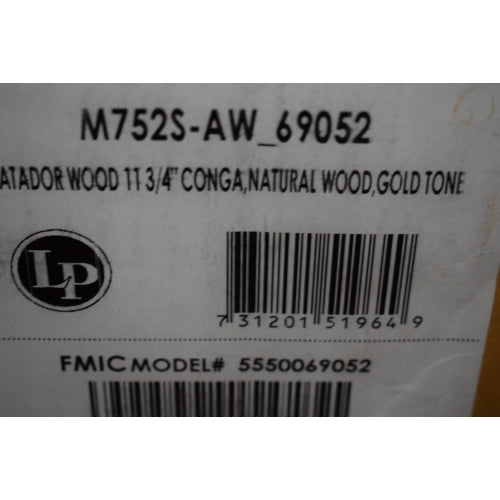 M752S-AW_69052
ATADOR WOOD 11 3/4" CONGA,NATURAL WOOD,GOLD TONE
LP
7 31201 51964 9
FMIC MODEL# 5550069052